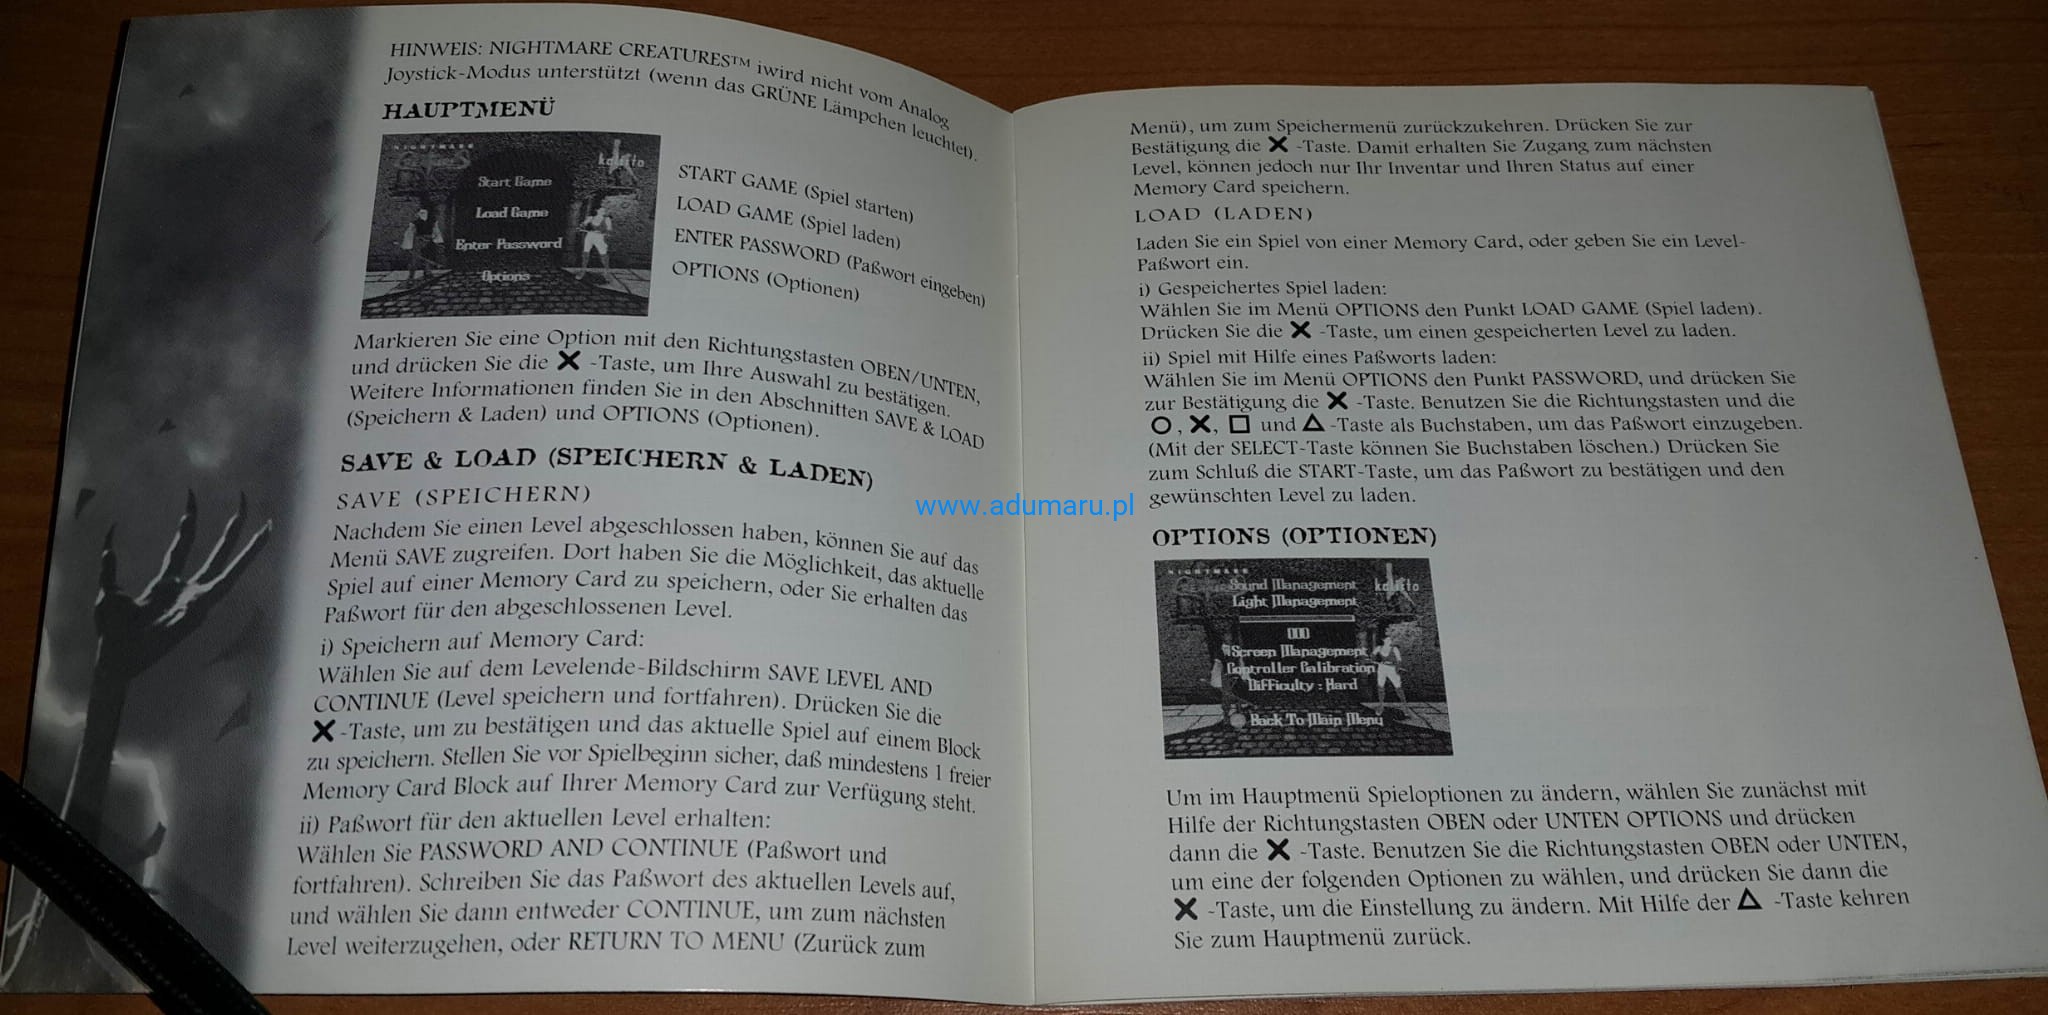 HINWEIS: NIGHTMARE CREATURES™ iwird nicht vom Analog
Joystick-Modus unterstützt (wenn das GRÜNE Lämpchen leuchtet).
HAUPTMENÜ
NIGHTMARE
kalisto
Start Game
Load Game
Enter Password
Options
START GAME (Spiel starten)
LOAD GAME (Spiel laden)
ENTER PASSWORD (Paßwort eingeben)
OPTIONS (Optionen)
Markieren Sie eine Option mit den Richtungstasten OBEN/UNTEN,
und drücken Sie die ✕ -Taste, um Ihre Auswahl zu bestätigen.
Weitere Informationen finden Sie in den Abschnitten SAVE & LOAD
(Speichern & Laden) und OPTIONS (Optionen).
SAVE & LOAD (SPEICHERN & LADEN)
SAVE (SPEICHERN)
Nachdem Sie einen Level abgeschlossen haben, können Sie auf das
Menü SAVE zugreifen. Dort haben Sie die Möglichkeit, das aktuelle
Spiel auf einer Memory Card zu speichern, oder Sie erhalten das
Paßwort für den abgeschlossenen Level.
i) Speichern auf Memory Card:
Wählen Sie auf dem Levelende-Bildschirm SAVE LEVEL AND
CONTINUE (Level speichern und fortfahren). Drücken Sie die
✕ -Taste, um zu bestätigen und das aktuelle Spiel auf einem Block
zu speichern. Stellen Sie vor Spielbeginn sicher, daß mindestens 1 freier
Memory Card Block auf Ihrer Memory Card zur Verfügung steht.
ii) Paßwort für den aktuellen Level erhalten:
Wählen Sie PASSWORD AND CONTINUE (Paßwort und
fortfahren). Schreiben Sie das Paßwort des aktuellen Levels auf,
und wählen Sie dann entweder CONTINUE, um zum nächsten
Level weiterzugehen, oder RETURN TO MENU (Zurück zum
Menü), um zum Speichermenü zurückzukehren. Drücken Sie zur
Bestätigung die ✕ -Taste. Damit erhalten Sie Zugang zum nächsten
Level, können jedoch nur Ihr Inventar und Ihren Status auf einer
Memory Card speichern.
LOAD (LADEN)
Laden Sie ein Spiel von einer Memory Card, oder geben Sie ein Level-
Paßwort ein.
i) Gespeichertes Spiel laden:
Wählen Sie im Menü OPTIONS den Punkt LOAD GAME (Spiel laden).
Drücken Sie die ✕ -Taste, um einen gespeicherten Level zu laden.
ii) Spiel mit Hilfe eines Paßworts laden:
Wählen Sie im Menü OPTIONS den Punkt PASSWORD, und drücken Sie
zur Bestätigung die ✕ -Taste. Benutzen Sie die Richtungstasten und die
○, ✕, □ und △ -Taste als Buchstaben, um das Paßwort einzugeben.
(Mit der SELECT-Taste können Sie Buchstaben löschen.) Drücken Sie
zum Schluß die START-Taste, um das Paßwort zu bestätigen und den
gewünschten Level zu laden.
www.adumaru.pl
OPTIONS (OPTIONEN)
NIGHTMARE
kalisto
Sound Management
Light Management
Screen Management
Controller Calibration
Difficulty : Hard
Back To Main Menu
Um im Hauptmenü Spieloptionen zu ändern, wählen Sie zunächst mit
Hilfe der Richtungstasten OBEN oder UNTEN OPTIONS und drücken
dann die ✕ -Taste. Benutzen Sie die Richtungstasten OBEN oder UNTEN,
um eine der folgenden Optionen zu wählen, und drücken Sie dann die
✕ -Taste, um die Einstellung zu ändern. Mit Hilfe der △ -Taste kehren
Sie zum Hauptmenü zurück.